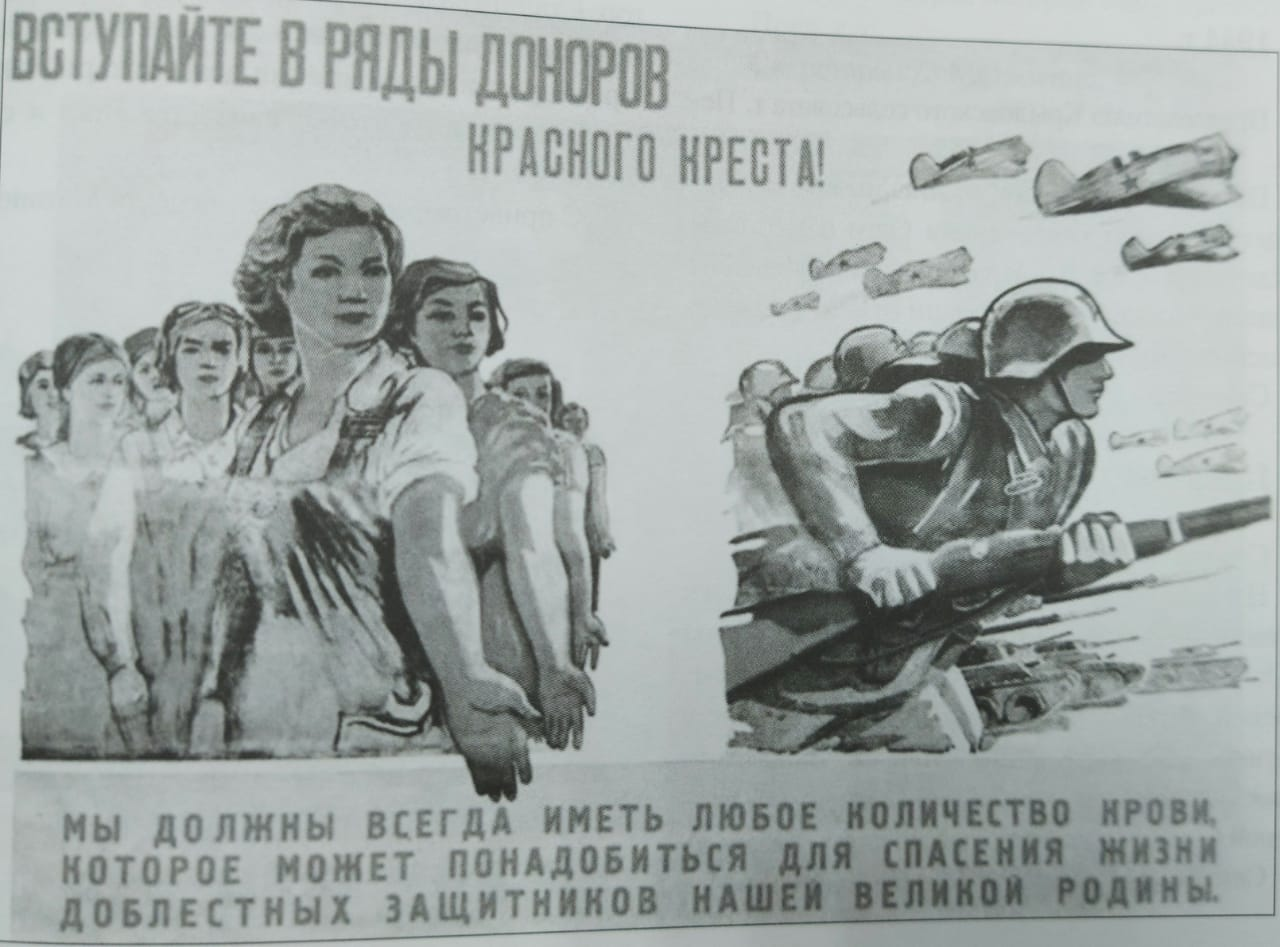 ВСТУПАЙТЕ В РЯДЫ ДОНОРОВ
КРАСНОГО КРЕСТА!
МЫ ДОЛЖНЫ ВСЕГДА ИМЕТЬ ЛЮБОЕ КОЛИЧЕСТВО КРОВИ,
КОТОРОЕ МОЖЕТ ПОНАДОБИТЬСЯ ДЛЯ СПАСЕНИЯ ЖИЗНИ
ДОБЛЕСТНЫХ ЗАЩИТНИКОВ НАШЕЙ ВЕЛИКОЙ РОДИНЫ.